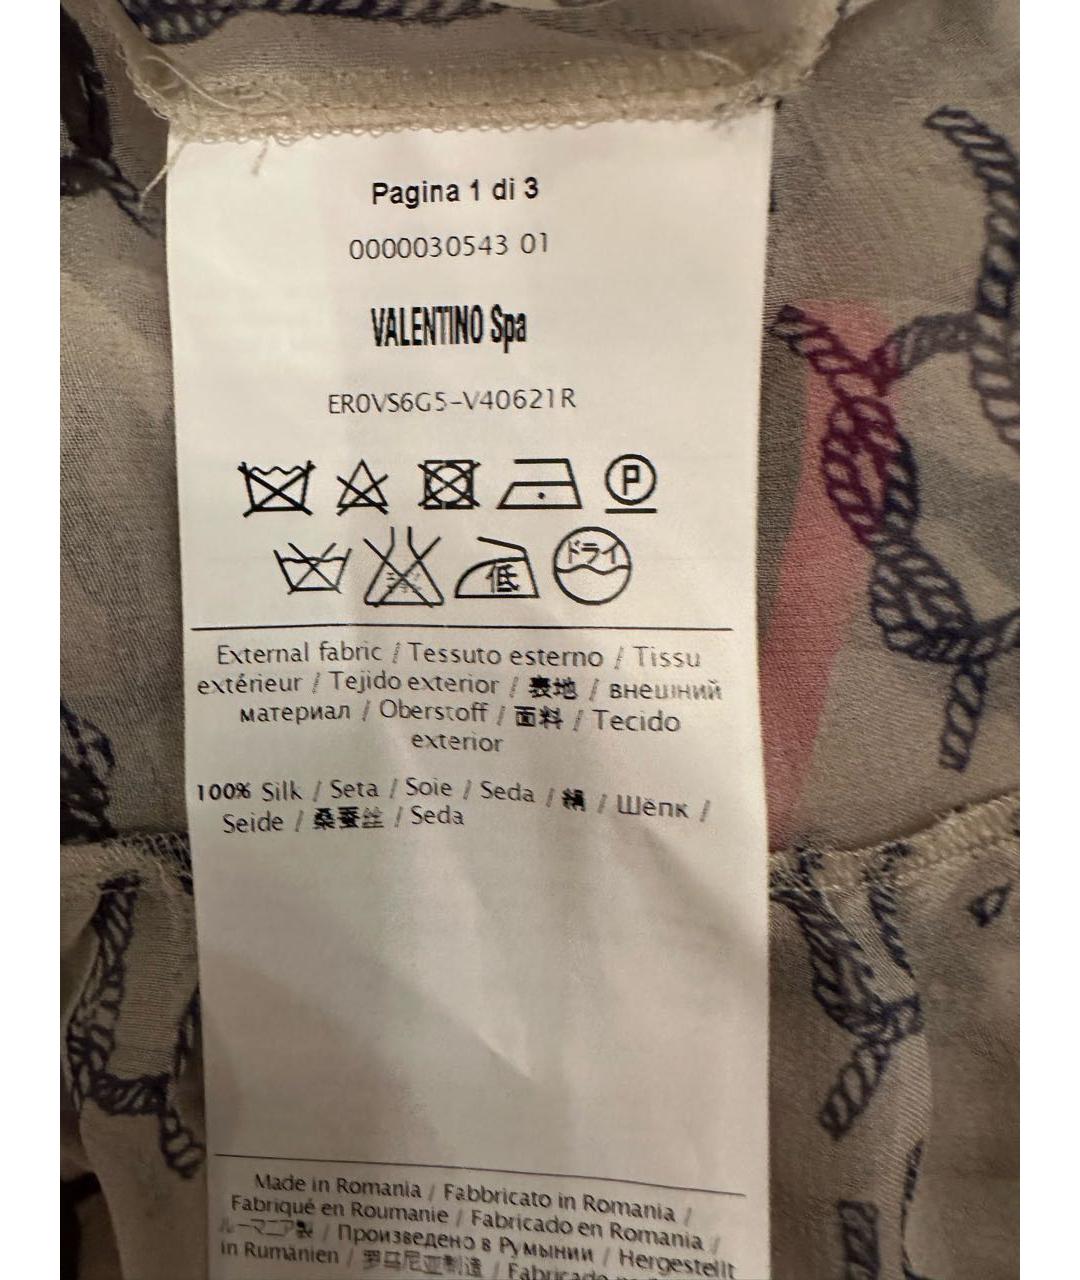 Pagina 1 di 3
0000030543 01
VALENTINO Spa
ER0VS6G5-V40621R
P
低
ドライ
External fabric / Tessuto esterno / Tissu
extérieur / Tejido exterior / 表地 / внешний
материал / Oberstoff / 面料 / Tecido
exterior
100% Silk / Seta / Soie / Seda / 絹 / Шёлк /
Seide / 桑蚕丝 / Seda
Made in Romania / Fabbricato in Romania /
Fabriqué en Roumanie / Fabricado en Romania /
ルーマニア製 / Произведено в Румынии / Hergestellt
in Rumänien / 罗马尼亚制造 / Fabricado